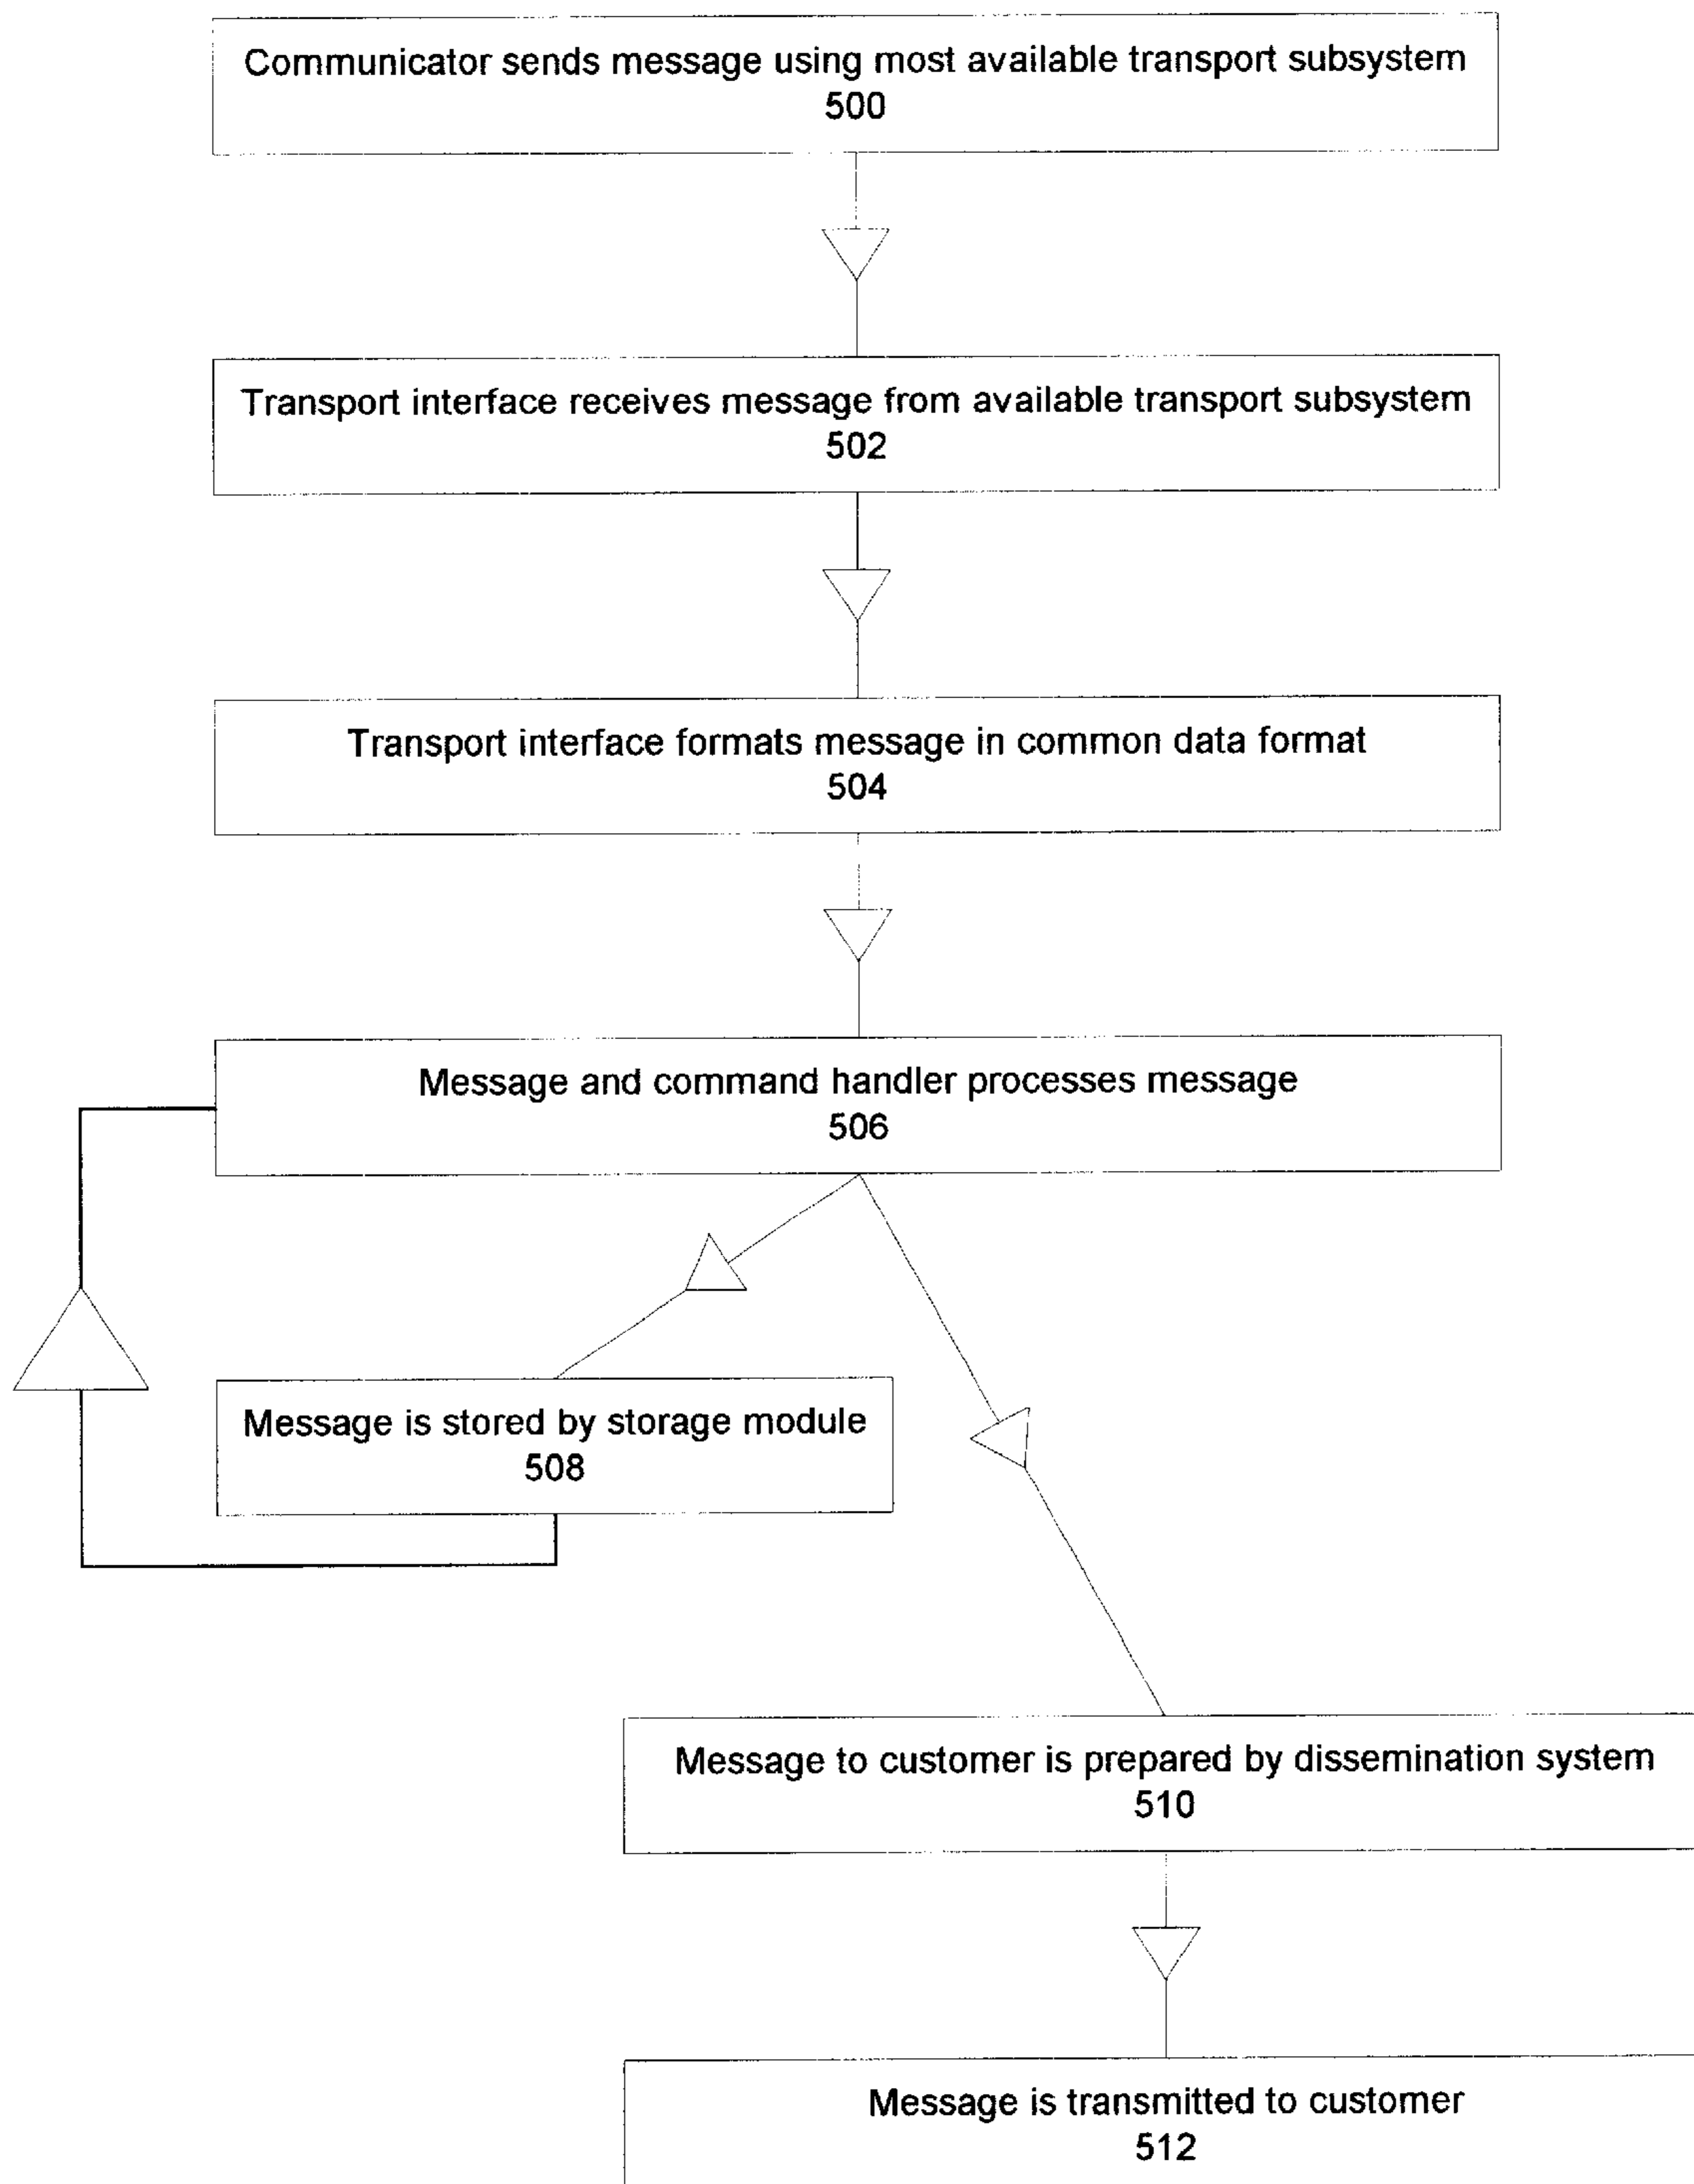 Communicator sends message using most available transport subsystem
500
Transport interface receives message from available transport subsystem
502
Transport interface formats message in common data format
504
Message and command handler processes message
506
Message is stored by storage module
508
Message to customer is prepared by dissemination system
510
Message is transmitted to customer
512